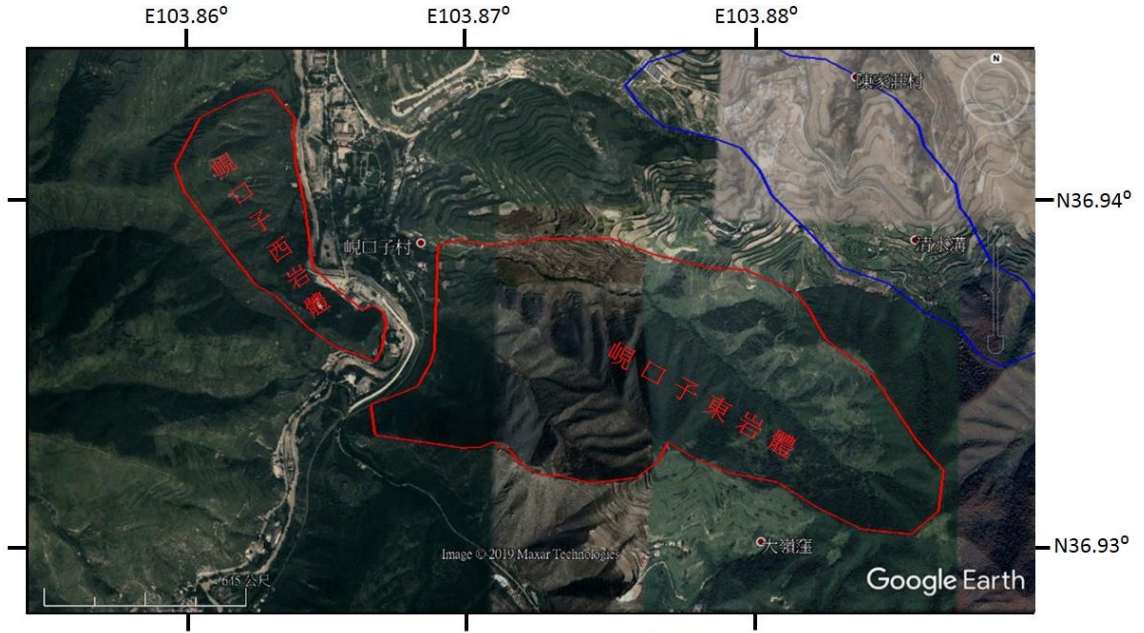 E103.86° E103.87° E103.88°
N
陳家莊村
峴口子西岩體
N36.94°
峴口子村
清水溝
峴口子東岩體
大嶺窪
N36.93°
Image © 2019 Maxar Technologies
645 公尺
Google Earth